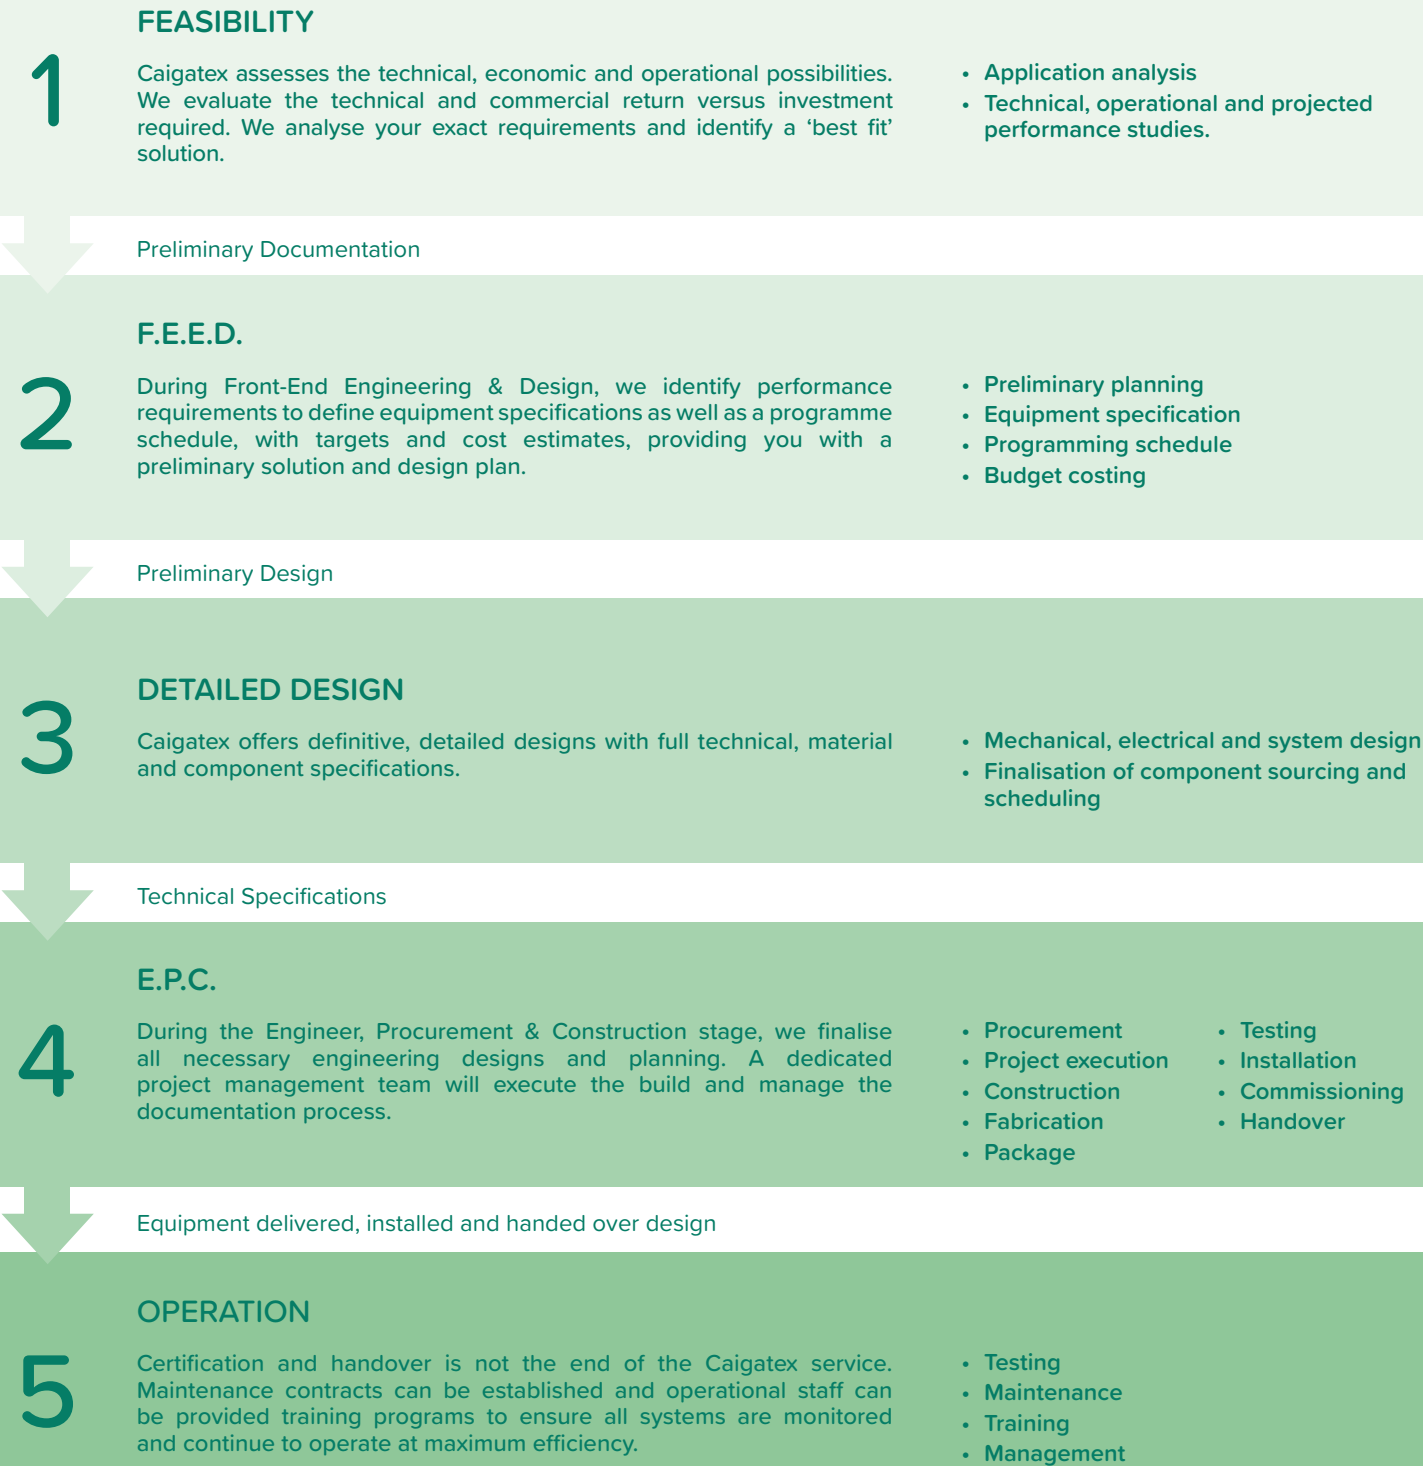 FEASIBILITY
1
Caigatex assesses the technical, economic and operational possibilities.
We evaluate the technical and commercial return versus investment
required. We analyse your exact requirements and identify a ‘best fit’
solution.
• Application analysis
• Technical, operational and projected
performance studies.
Preliminary Documentation
F.E.E.D.
2
During Front-End Engineering & Design, we identify performance
requirements to define equipment specifications as well as a programme
schedule, with targets and cost estimates, providing you with a
preliminary solution and design plan.
• Preliminary planning
• Equipment specification
• Programming schedule
• Budget costing
Preliminary Design
DETAILED DESIGN
3
Caigatex offers definitive, detailed designs with full technical, material
and component specifications.
• Mechanical, electrical and system design
• Finalisation of component sourcing and
scheduling
Technical Specifications
E.P.C.
4
During the Engineer, Procurement & Construction stage, we finalise
all necessary engineering designs and planning. A dedicated
project management team will execute the build and manage the
documentation process.
• Procurement
• Project execution
• Construction
• Fabrication
• Package
• Testing
• Installation
• Commissioning
• Handover
Equipment delivered, installed and handed over design
OPERATION
5
Certification and handover is not the end of the Caigatex service.
Maintenance contracts can be established and operational staff can
be provided training programs to ensure all systems are monitored
and continue to operate at maximum efficiency.
• Testing
• Maintenance
• Training
• Management